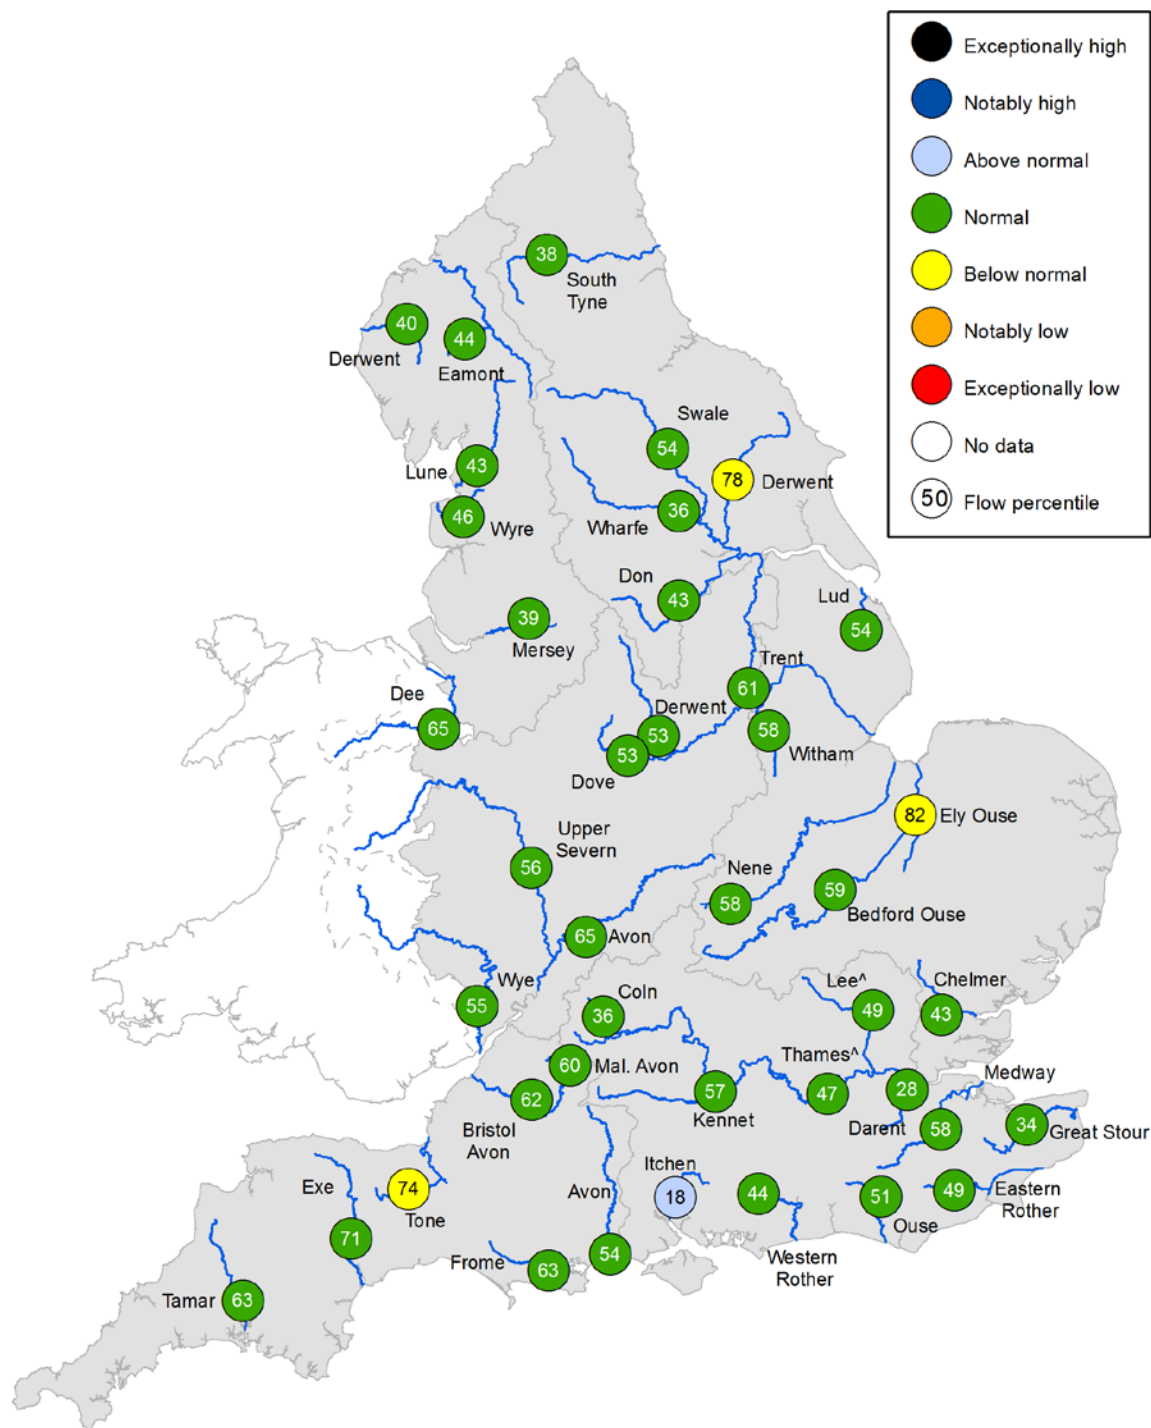 Exceptionally high
Notably high
Above normal
Normal
Below normal
Notably low
Exceptionally low
No data
50 Flow percentile
38
South
Tyne
40
Derwent
44
Eamont
Swale
54
Lune
43
78
Derwent
46
Wyre
Wharfe
36
Don
43
Lud
54
39
Mersey
Trent
61
Dee
65
Derwent
53
58
Witham
53
Dove
82
Ely Ouse
Upper
Severn
56
Nene
58
59
Bedford Ouse
65
Avon
Wye
55
Coln
36
Lee^
49
Chelmer
43
60
Mal. Avon
Thames^
47
28
Medway
62
Bristol
Avon
57
Kennet
Darent
58
34
Great Stour
Exe
74
Tone
Avon
Itchen
18
44
Western
Rother
51
Ouse
49
Eastern
Rother
71
Frome
63
54
Tamar
63